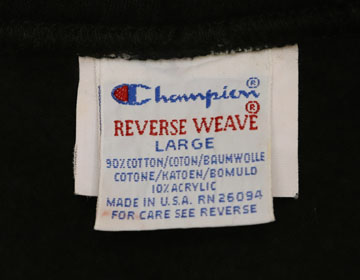 Champion®
REVERSE WEAVE®
LARGE
90% COTTON/COTON/BAUMWOLLE
COTONE/KATOEN/BOMULD
10% ACRYLIC
MADE IN U.S.A. RN 26094
FOR CARE SEE REVERSE